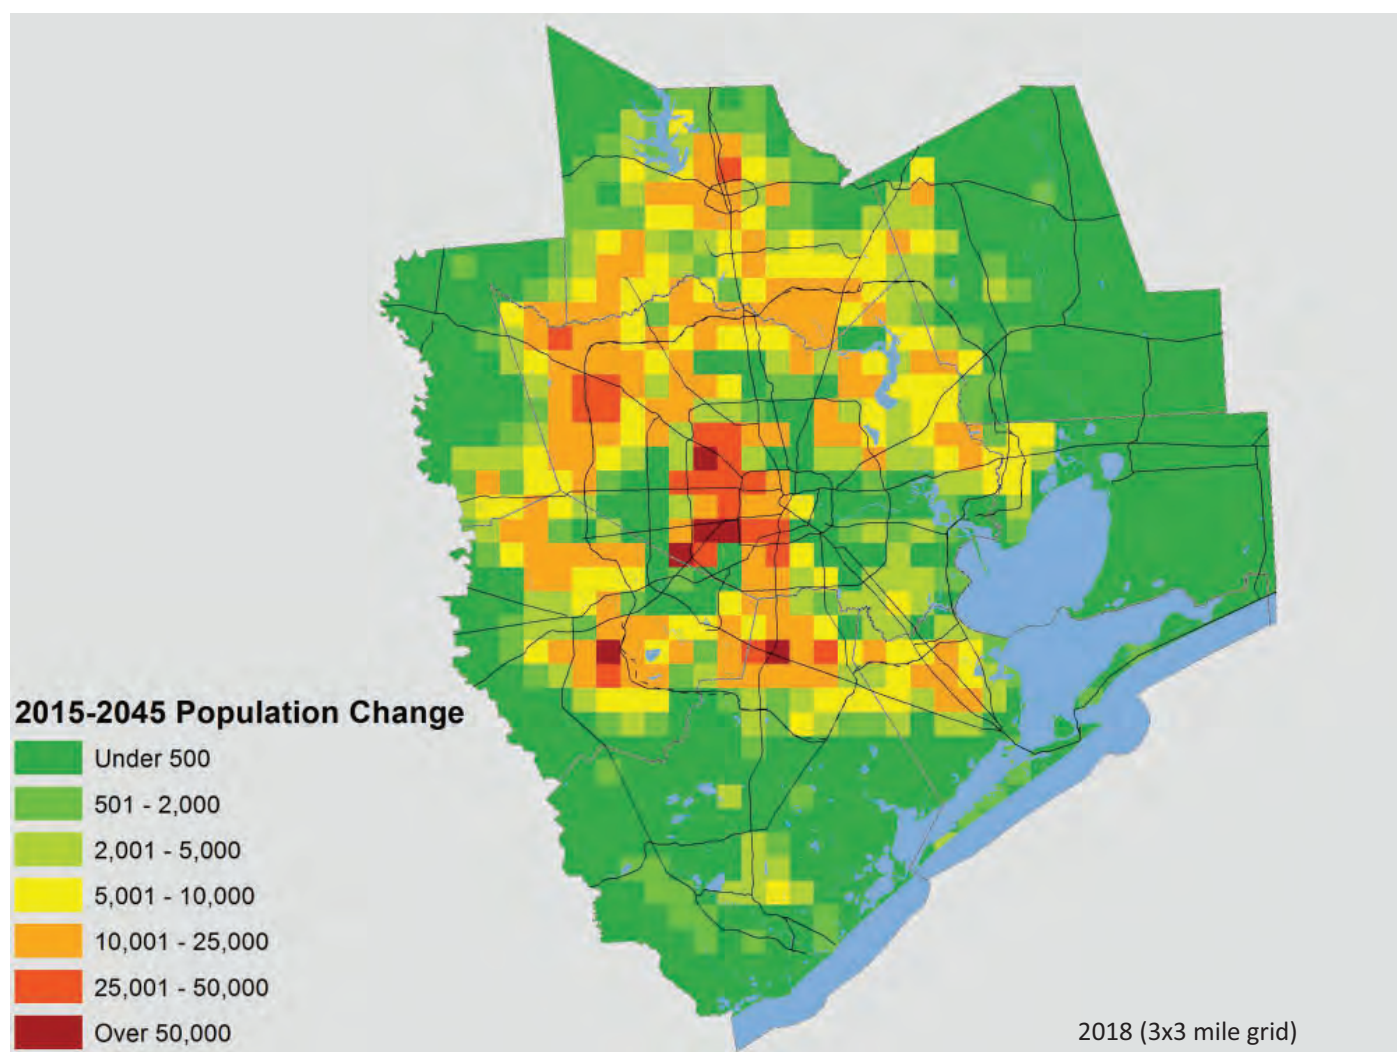 2015-2045 Population Change
Under 500
501 - 2,000
2,001 - 5,000
5,001 - 10,000
10,001 - 25,000
25,001 - 50,000
Over 50,000
2018 (3x3 mile grid)